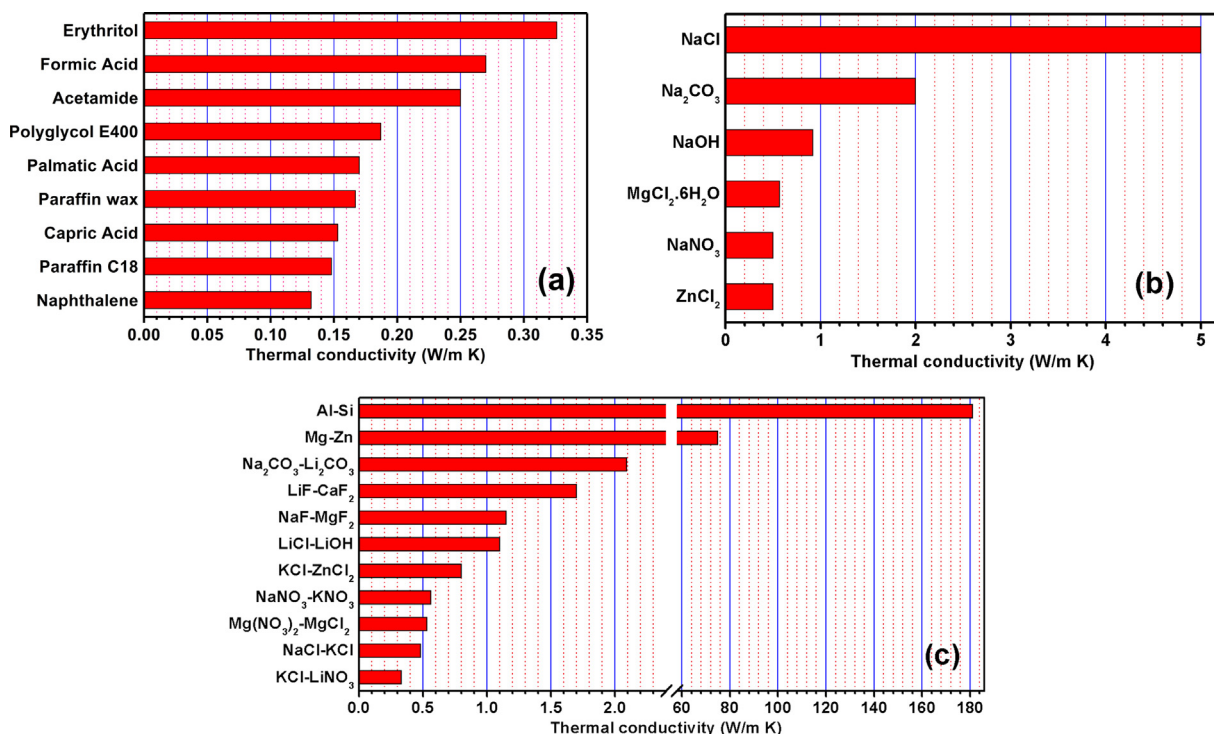 Erythritol
Formic Acid
Acetamide
Polyglycol E400
Palmatic Acid
Paraffin wax
Capric Acid
Paraffin C18
Naphthalene
(a)
0.00 0.05 0.10 0.15 0.20 0.25 0.30 0.35
Thermal conductivity (W/m K)
NaCl
Na₂CO₃
NaOH
MgCl₂.6H₂O
NaNO₃
ZnCl₂
(b)
0 1 2 3 4 5
Thermal conductivity (W/m K)
Al-Si
Mg-Zn
Na₂CO₃-Li₂CO₃
LiF-CaF₂
NaF-MgF₂
LiCl-LiOH
KCl-ZnCl₂
NaNO₃-KNO₃
Mg(NO₃)₂-MgCl₂
NaCl-KCl
KCl-LiNO₃
(c)
0.0 0.5 1.0 1.5 2.0 60 80 100 120 140 160 180
Thermal conductivity (W/m K)